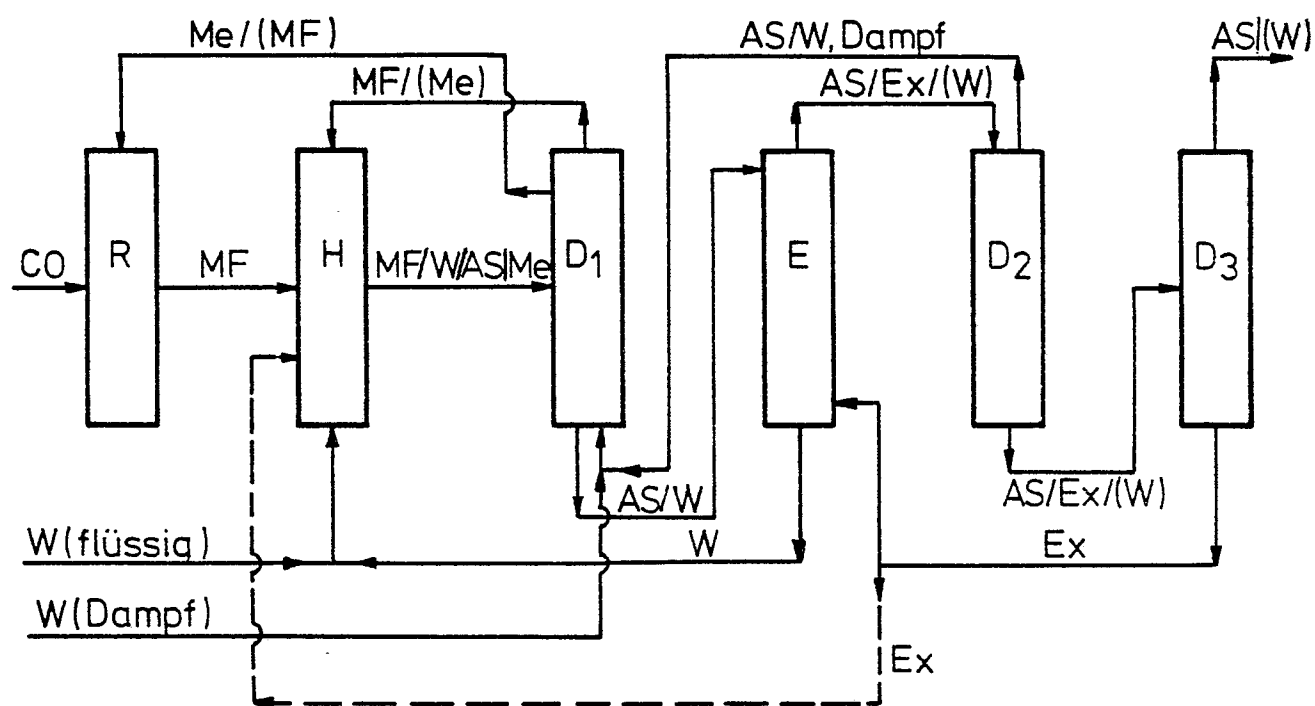 Me/(MF)
AS/W, Dampf
AS/(W)
MF/(Me)
AS/Ex/(W)
CO
R
MF
H
MF/W/AS/Me
D1
E
D2
D3
AS/W
AS/Ex/(W)
W(flüssig)
W
Ex
W(Dampf)
Ex